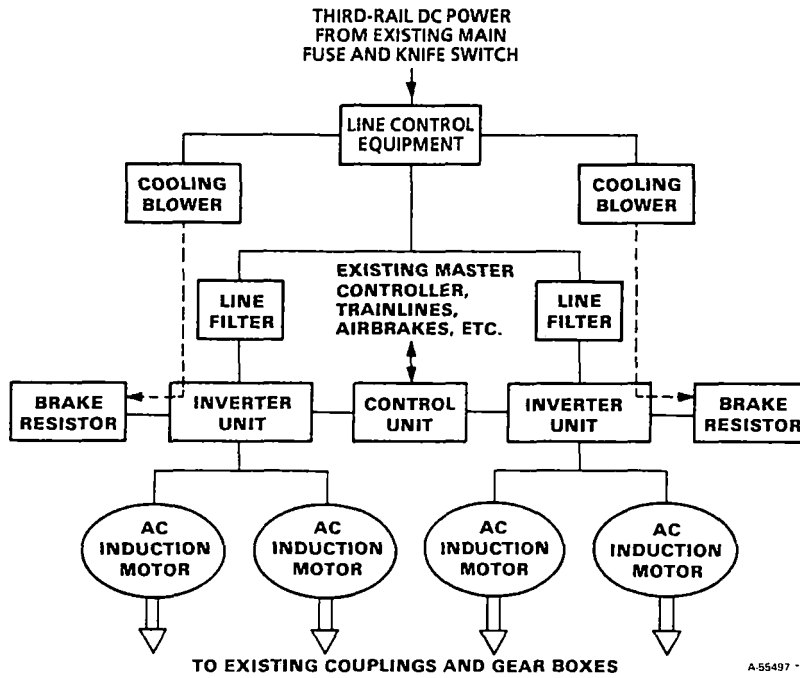 THIRD-RAIL DC POWER
FROM EXISTING MAIN
FUSE AND KNIFE SWITCH
LINE CONTROL
EQUIPMENT
COOLING
BLOWER
COOLING
BLOWER
EXISTING MASTER
CONTROLLER,
TRAINLINES,
AIRBRAKES, ETC.
LINE
FILTER
LINE
FILTER
BRAKE
RESISTOR
INVERTER
UNIT
CONTROL
UNIT
INVERTER
UNIT
BRAKE
RESISTOR
AC
INDUCTION
MOTOR
AC
INDUCTION
MOTOR
AC
INDUCTION
MOTOR
AC
INDUCTION
MOTOR
TO EXISTING COUPLINGS AND GEAR BOXES
A-55497